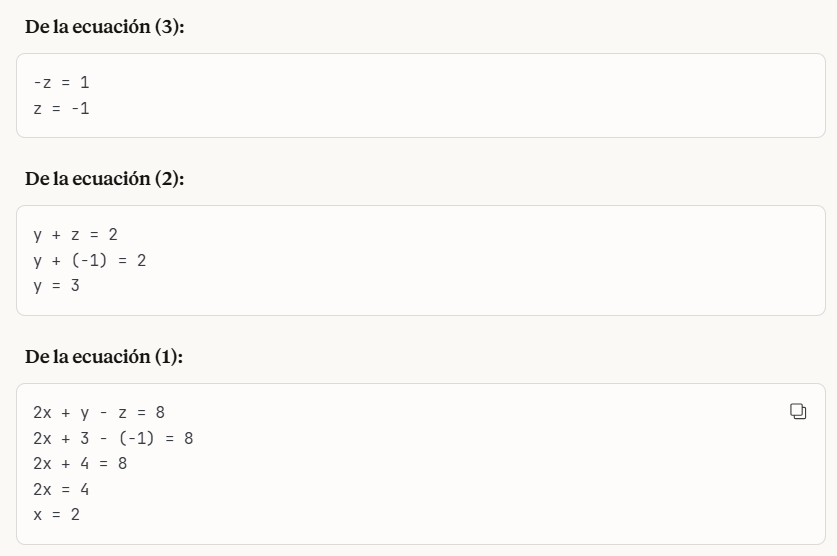 De la ecuación (3):
-z = 1
z = -1
De la ecuación (2):
y + z = 2
y + (-1) = 2
y = 3
De la ecuación (1):
2x + y - z = 8
2x + 3 - (-1) = 8
2x + 4 = 8
2x = 4
x = 2